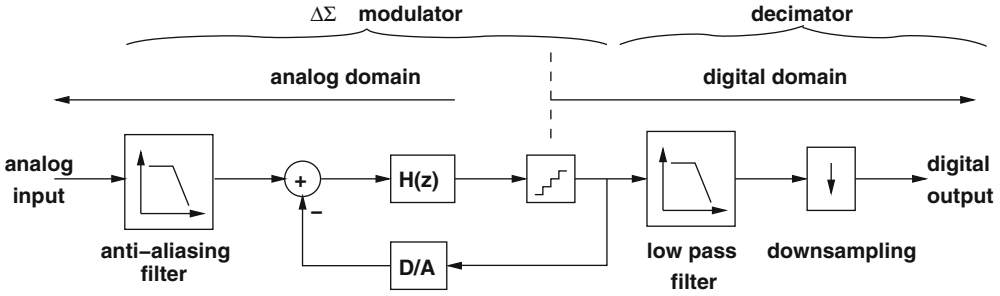 ΔΣ modulator
decimator
analog domain
digital domain
analog
input
+
−
H(z)
D/A
anti−aliasing
filter
low pass
filter
downsampling
digital
output